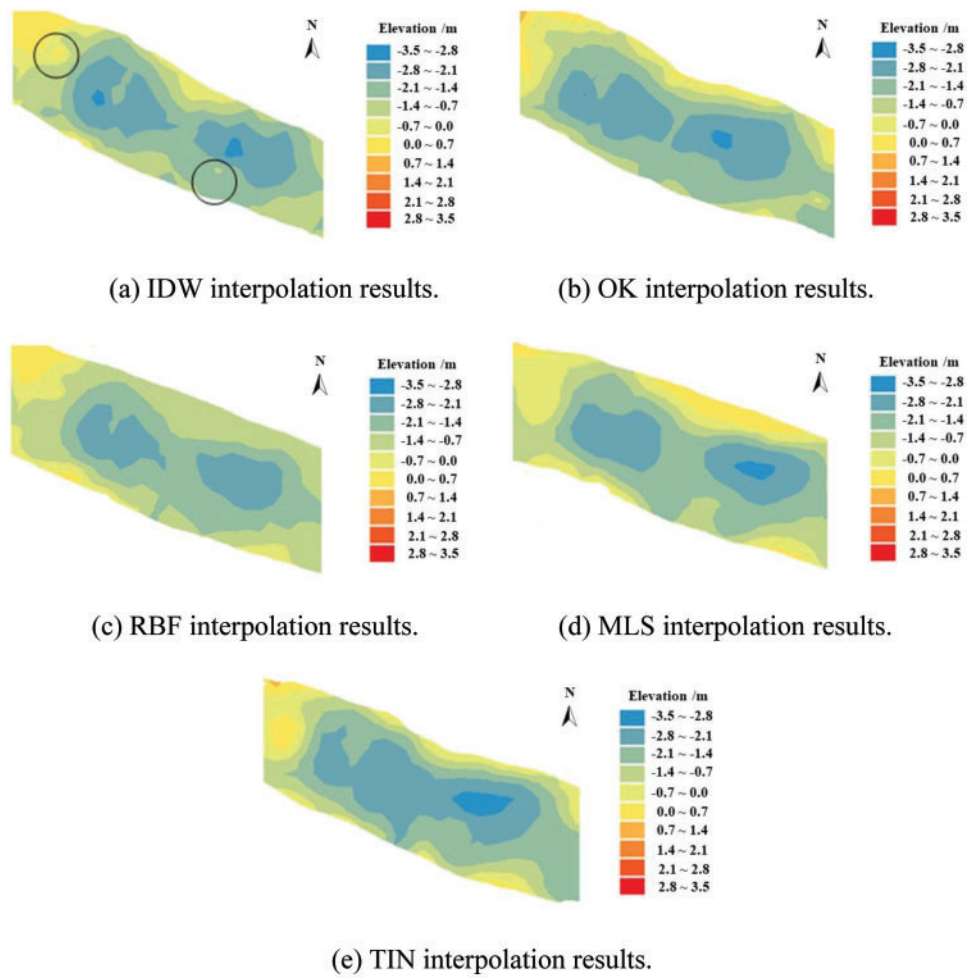 N
Elevation /m
-3.5 ~ -2.8
-2.8 ~ -2.1
-2.1 ~ -1.4
-1.4 ~ -0.7
-0.7 ~ 0.0
0.0 ~ 0.7
0.7 ~ 1.4
1.4 ~ 2.1
2.1 ~ 2.8
2.8 ~ 3.5
(a) IDW interpolation results.
N
Elevation /m
-3.5 ~ -2.8
-2.8 ~ -2.1
-2.1 ~ -1.4
-1.4 ~ -0.7
-0.7 ~ 0.0
0.0 ~ 0.7
0.7 ~ 1.4
1.4 ~ 2.1
2.1 ~ 2.8
2.8 ~ 3.5
(b) OK interpolation results.
N
Elevation /m
-3.5 ~ -2.8
-2.8 ~ -2.1
-2.1 ~ -1.4
-1.4 ~ -0.7
-0.7 ~ 0.0
0.0 ~ 0.7
0.7 ~ 1.4
1.4 ~ 2.1
2.1 ~ 2.8
2.8 ~ 3.5
(c) RBF interpolation results.
N
Elevation /m
-3.5 ~ -2.8
-2.8 ~ -2.1
-2.1 ~ -1.4
-1.4 ~ -0.7
-0.7 ~ 0.0
0.0 ~ 0.7
0.7 ~ 1.4
1.4 ~ 2.1
2.1 ~ 2.8
2.8 ~ 3.5
(d) MLS interpolation results.
N
Elevation /m
-3.5 ~ -2.8
-2.8 ~ -2.1
-2.1 ~ -1.4
-1.4 ~ -0.7
-0.7 ~ 0.0
0.0 ~ 0.7
0.7 ~ 1.4
1.4 ~ 2.1
2.1 ~ 2.8
2.8 ~ 3.5
(e) TIN interpolation results.